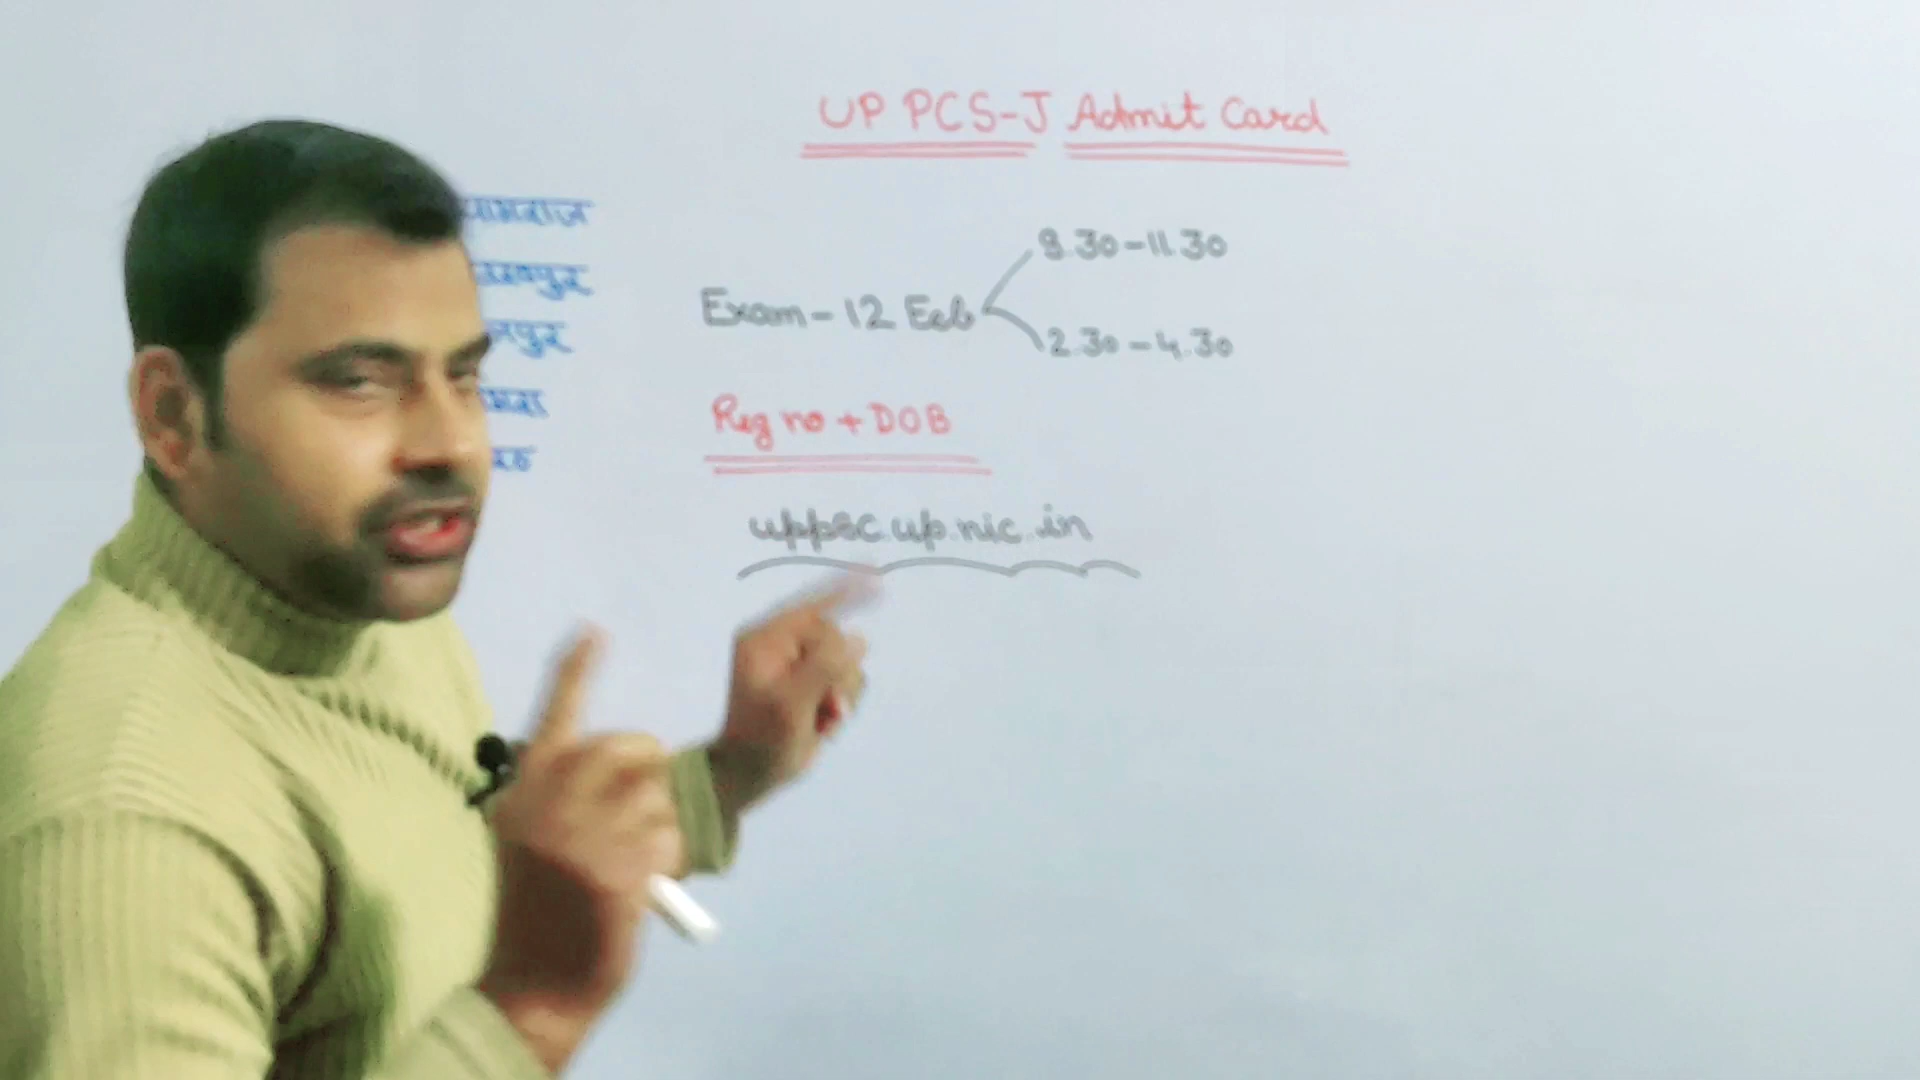 UP PCS-J Admit Card
9.30-11.30
Exam-12 Feb
2.30-4.30
Reg no + DOB
uppsc.up.nic.in